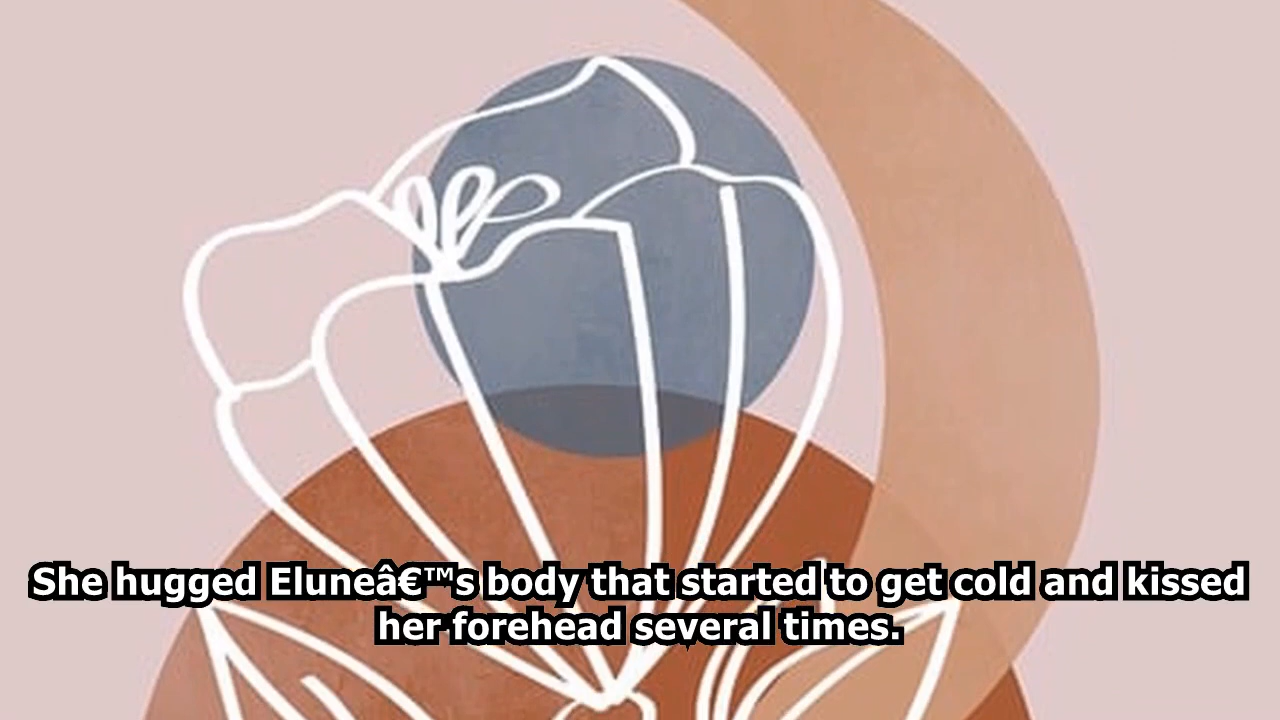 She hugged Eluneâ€™s body that started to get cold and kissed
her forehead several times.